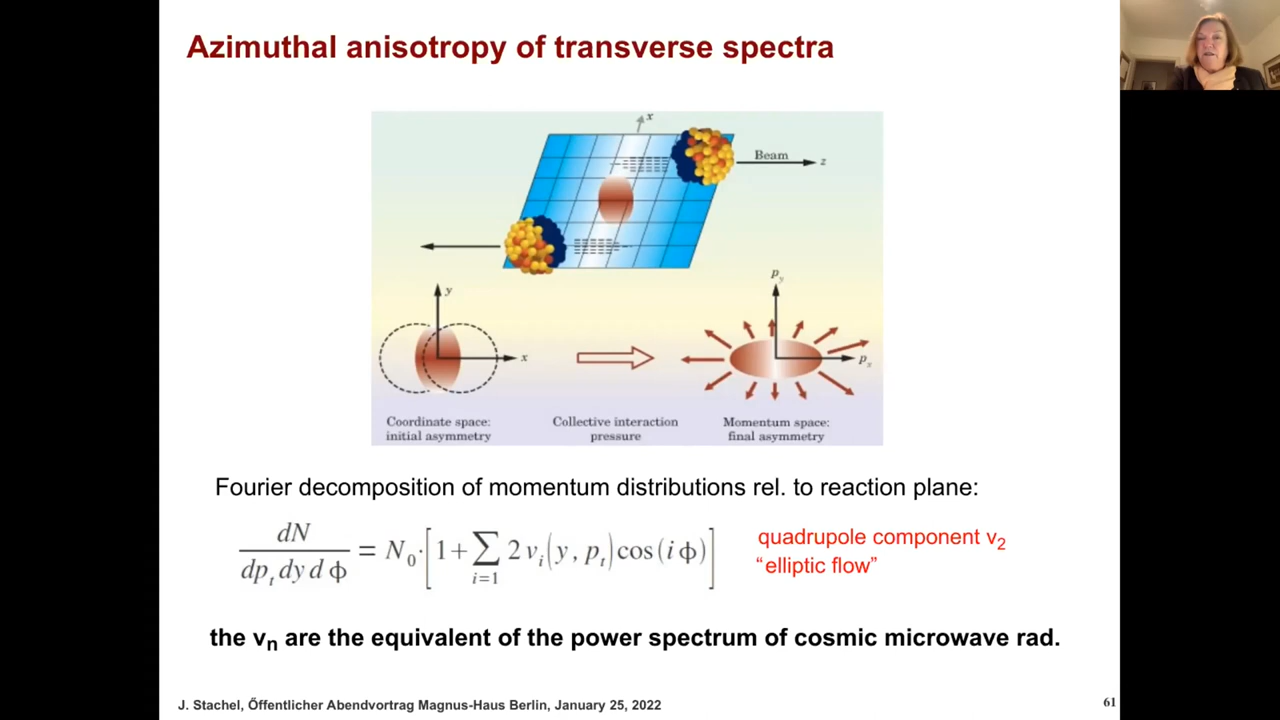 Azimuthal anisotropy of transverse spectra
x
Beam
z
y
x
p_y
p_x
Coordinate space:
initial asymmetry
Collective interaction
pressure
Momentum space:
final asymmetry
Fourier decomposition of momentum distributions rel. to reaction plane:
dN / dp_t dy dϕ = N_0 · [1 + ∑_{i=1} 2 v_i (y, p_t) cos(i ϕ)]
quadrupole component v_2
“elliptic flow”
the v_n are the equivalent of the power spectrum of cosmic microwave rad.
J. Stachel, Öffentlicher Abendvortrag Magnus-Haus Berlin, January 25, 2022
61